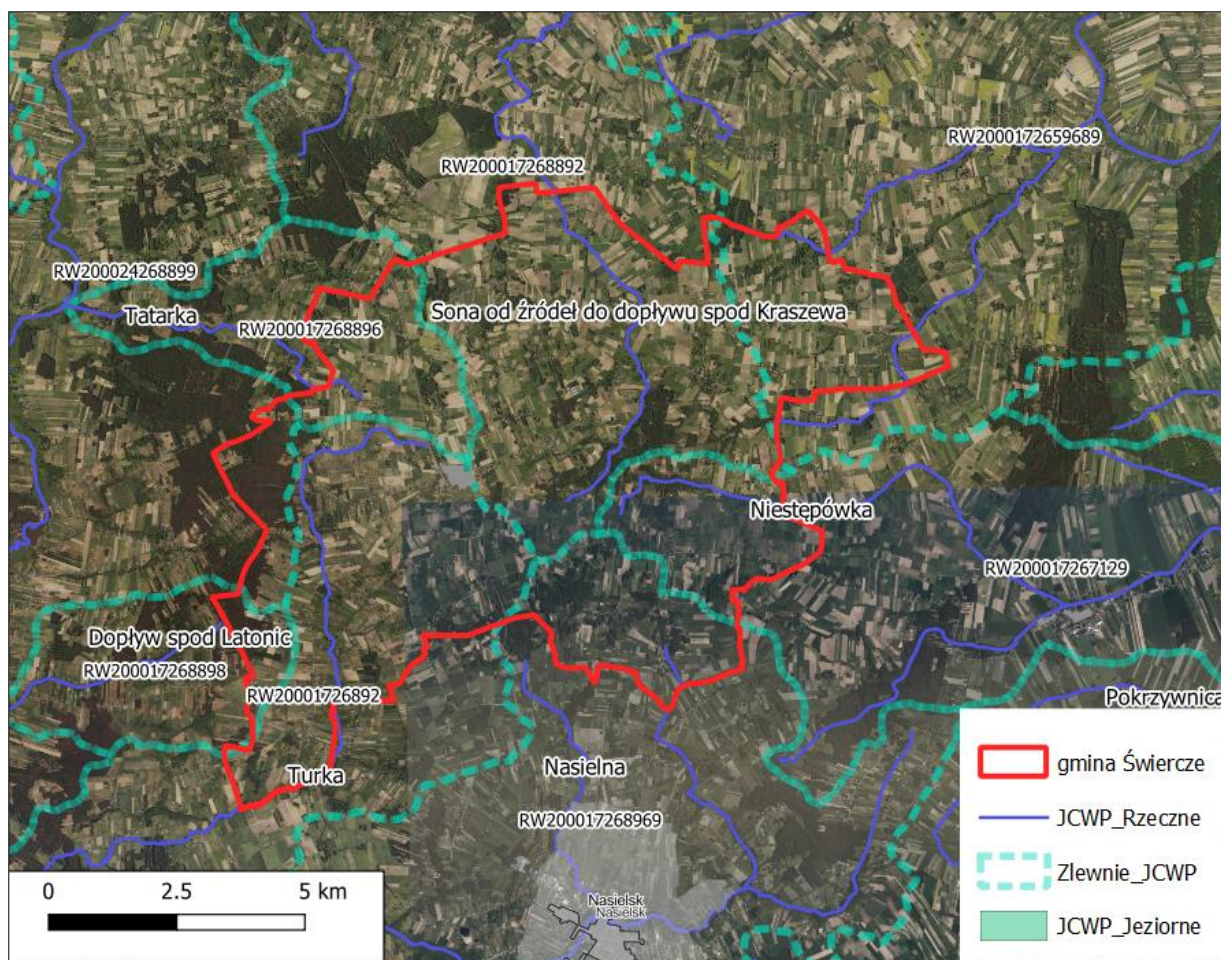 RW2000172659689
RW200017268892
RW200024268899
Tatarka
Sona od źródeł do dopływu spod Kraszewa
RW200017268896
Niestępówka
RW200017267129
Dopływ spod Latonic
RW200017268898
RW20001726892
Pokrzywnica
Turka
Nasielna
RW200017268969
Nasielsk
Nasielsk
gmina Świercze
JCWP_Rzeczne
Zlewnie_JCWP
JCWP_Jeziorne
0 2.5 5 km